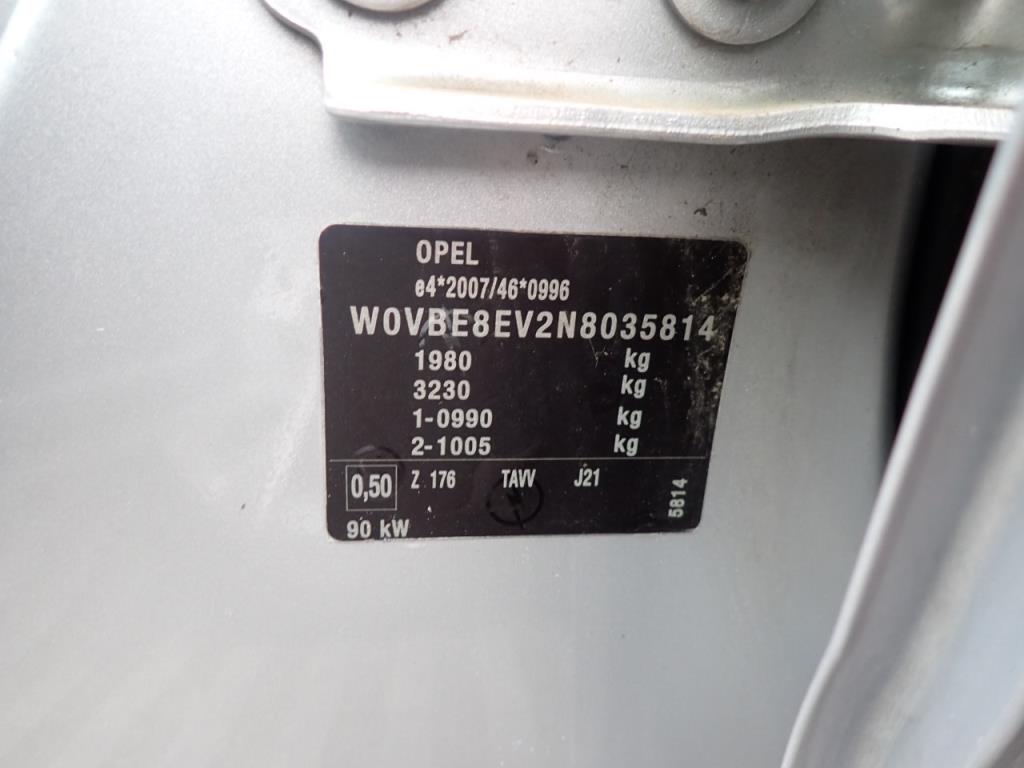 OPEL
e4*2007/46*0996
W0VBE8EV2N8035814
1980 kg
3230 kg
1-0990 kg
2-1005 kg
0,50 Z 176 TAVV J21
5814
90 kW